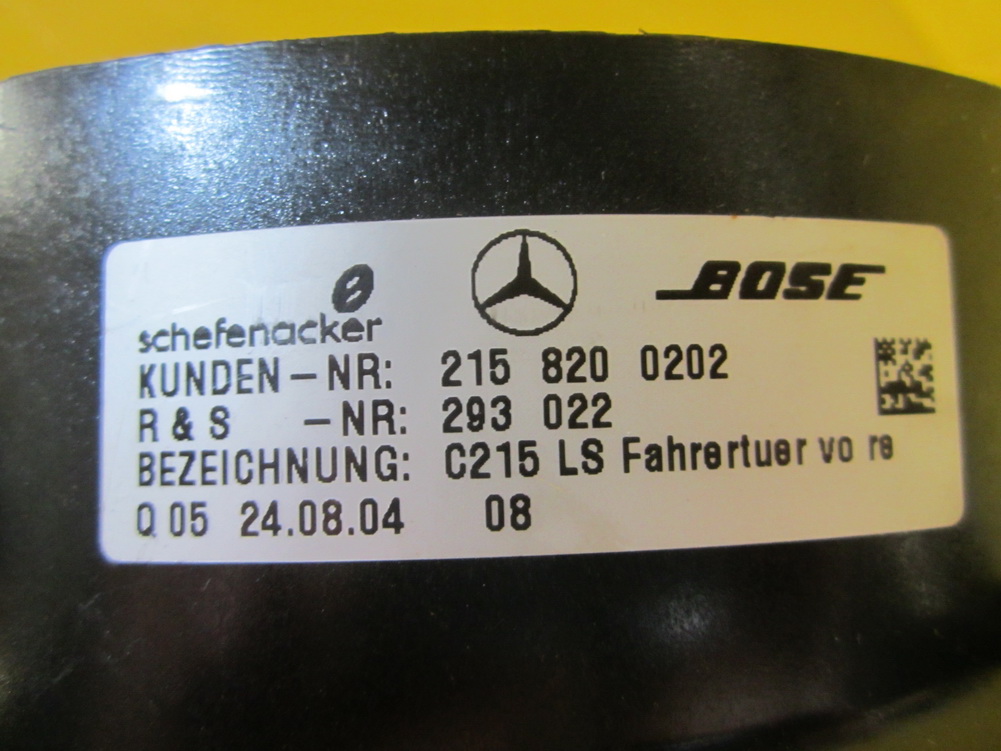 schefenacker
BOSE
KUNDEN-NR: 215 820 0202
R & S -NR: 293 022
BEZEICHNUNG: C215 LS Fahrertuer vo re
Q 05 24.08.04 08